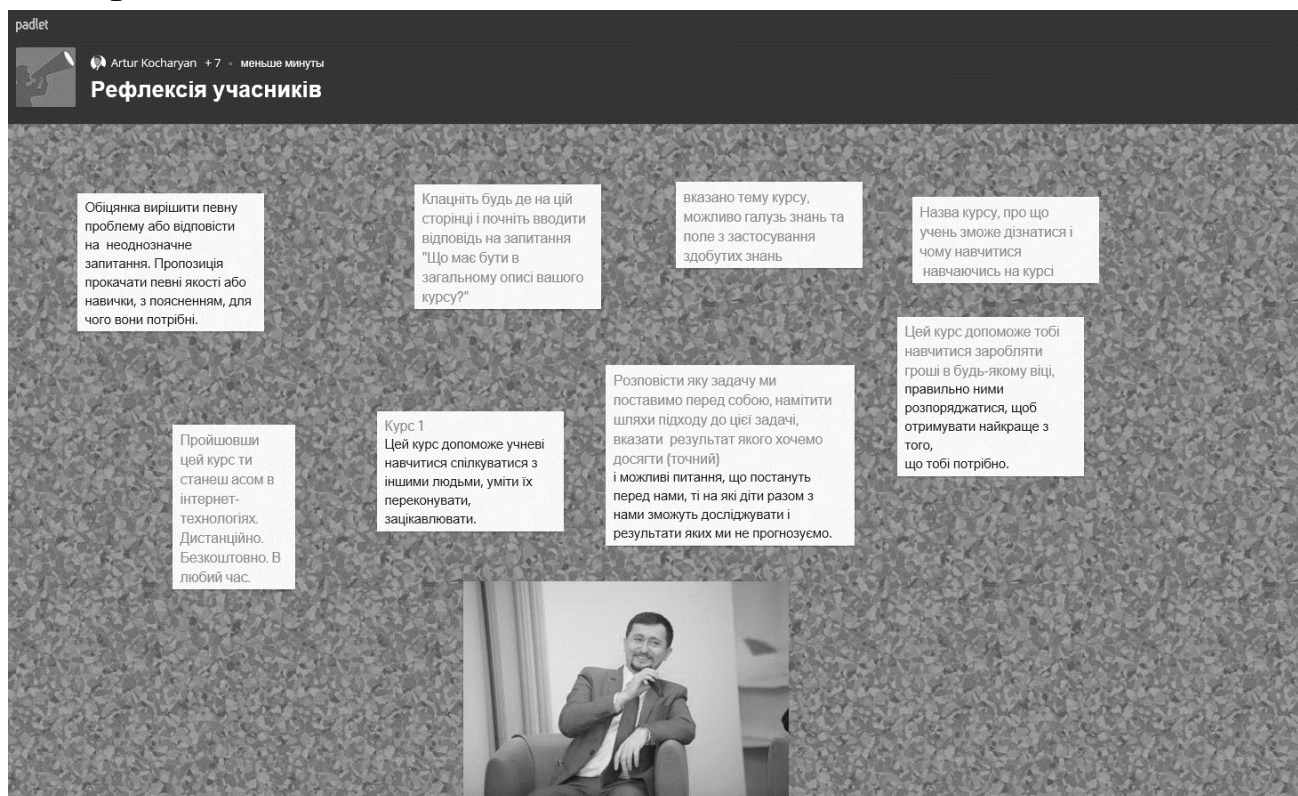 padlet
Artur Kocharyan + 7 • меньше минуты
Рефлексія учасників
Обіцянка вирішити певну
проблему або відповісти
на неоднозначне
запитання. Пропозиція
прокачати певні якості або
навички, з поясненням, для
чого вони потрібні.
Клацніть будь де на цій
сторінці і почніть вводити
відповідь на запитання
"Що має бути в
загальному описі вашого
курсу?"
вказано тему курсу,
можливо галузь знань та
поле з застосування
здобутих знань
Назва курсу, про що
учень зможе дізнатися і
чому навчитися
навчаючись на курсі
Пройшовши
цей курс ти
станеш асом в
інтернет-
технологіях.
Дистанційно.
Безкоштовно. В
любий час.
Курс 1
Цей курс допоможе учневі
навчитися спілкуватися з
іншими людьми, уміти їх
переконувати,
зацікавлювати.
Розповісти яку задачу ми
поставимо перед собою, намітити
шляхи підходу до цієї задачі,
вказати результат якого хочемо
досягти (точний)
і можливі питання, що постануть
перед нами, ті на які діти разом з
нами зможуть досліджувати і
результати яких ми не прогнозуємо.
Цей курс допоможе тобі
навчитися заробляти
гроші в будь-якому віці,
правильно ними
розпоряджатися, щоб
отримувати найкраще з
того,
що тобі потрібно.